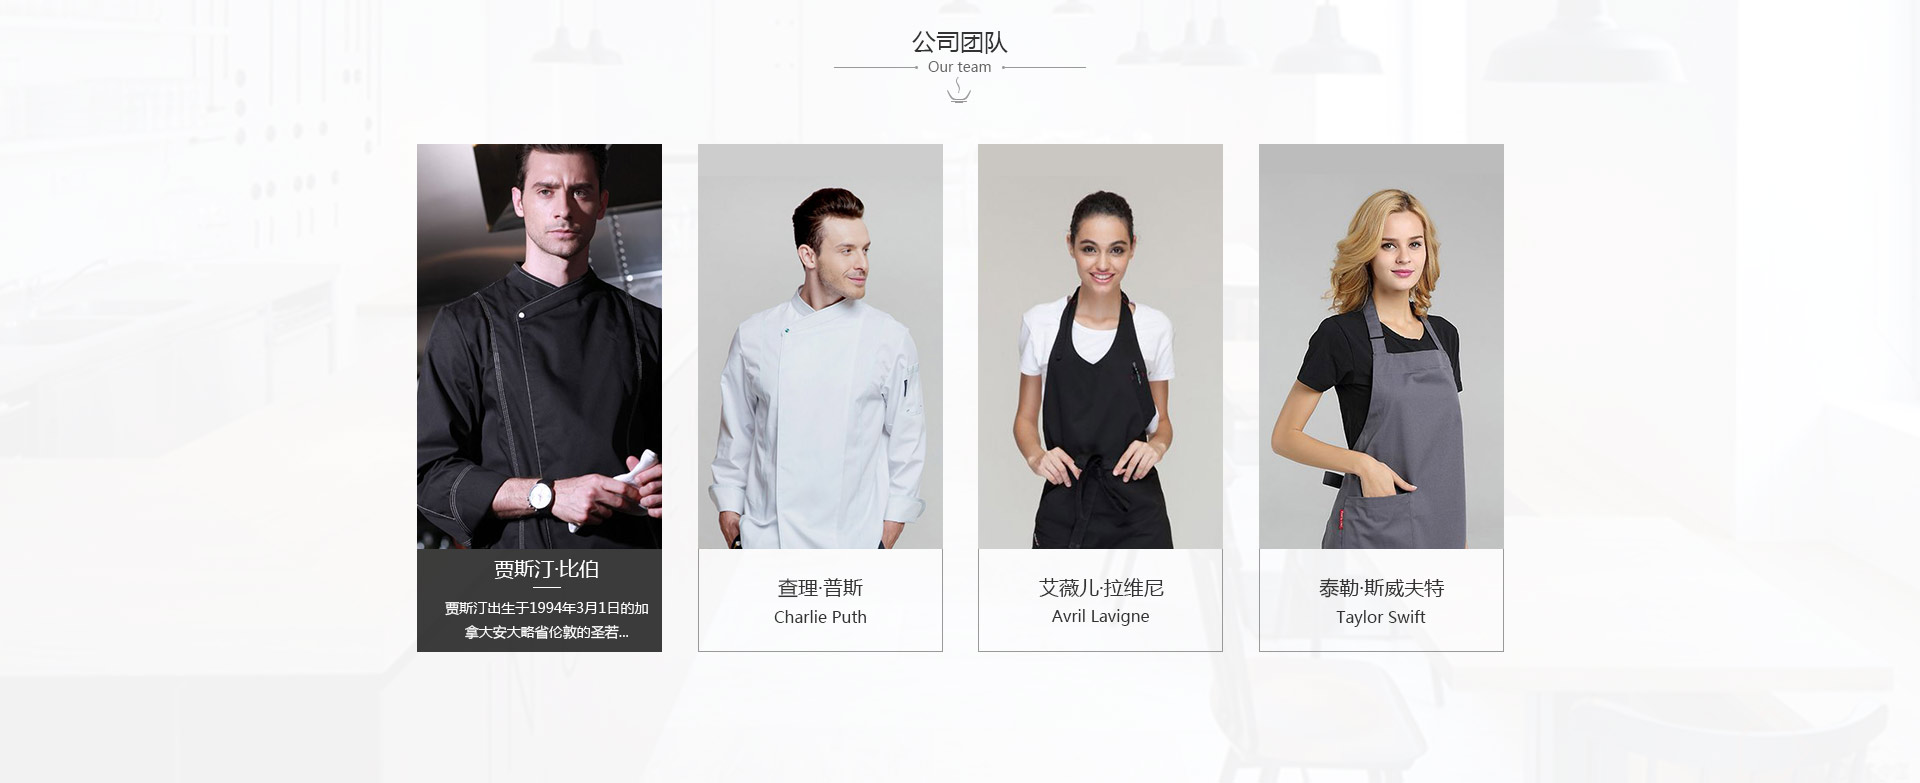 公司团队
Our team
贾斯汀·比伯
贾斯汀出生于1994年3月1日的加
拿大安大略省伦敦的圣若...
查理·普斯
Charlie Puth
艾薇儿·拉维尼
Avril Lavigne
泰勒·斯威夫特
Taylor Swift